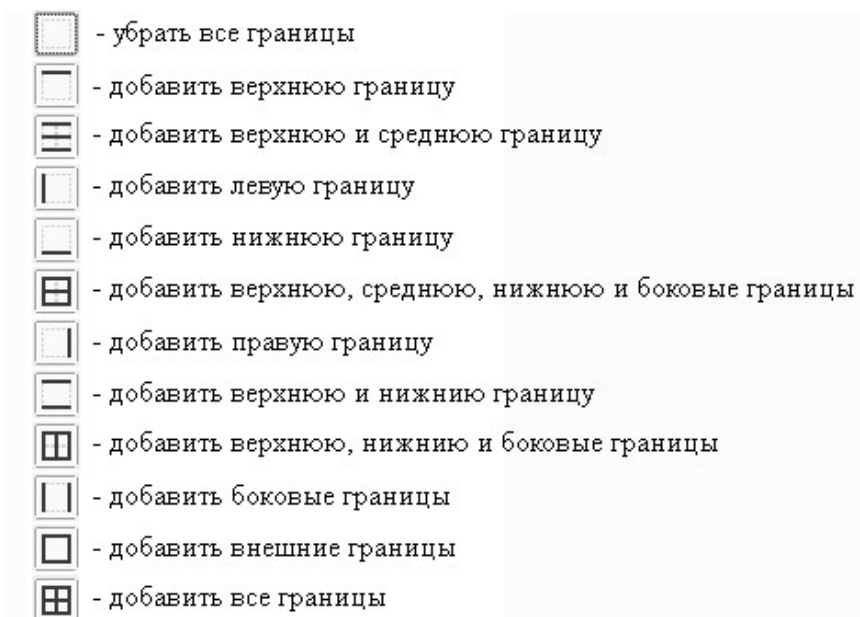 - убрать все границы
- добавить верхнюю границу
- добавить верхнюю и среднюю границу
- добавить левую границу
- добавить нижнюю границу
- добавить верхнюю, среднюю, нижнюю и боковые границы
- добавить правую границу
- добавить верхнюю и нижнию границу
- добавить верхнюю, нижнию и боковые границы
- добавить боковые границы
- добавить внешние границы
- добавить все границы